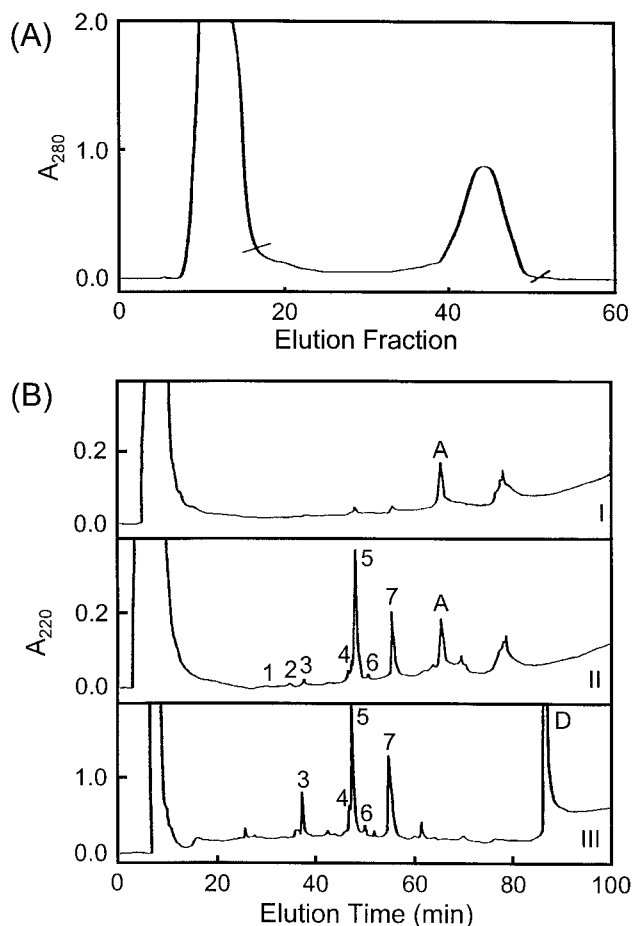 (A)
2.0
1.0
0.0
A280
0 20 40 60
Elution Fraction
(B)
0.2
0.0
A
I
0.2
0.0
1 2 3 4 5 6 7 A
II
A220
1.0
0.0
3 4 5 6 7 D
III
0 20 40 60 80 100
Elution Time (min)